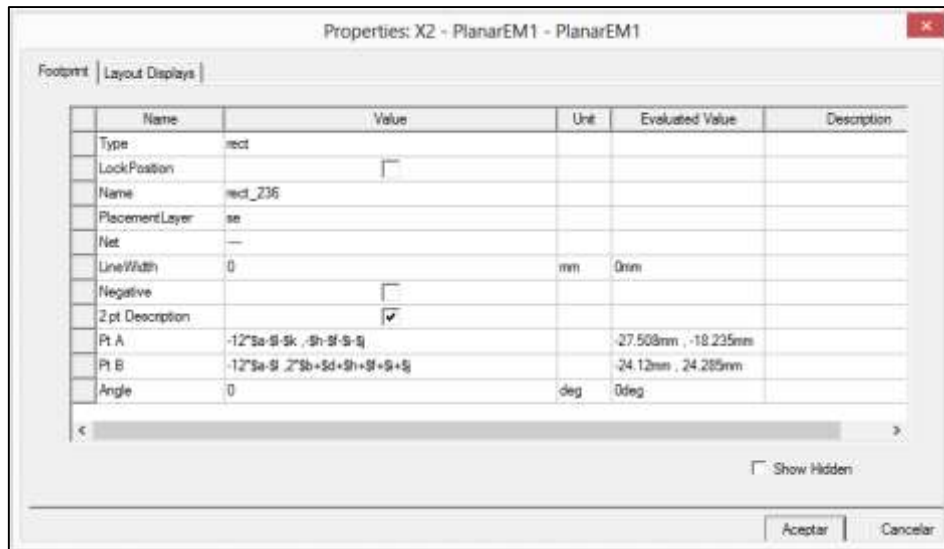 Properties: X2 - PlanarEM1 - PlanarEM1
Footprint Layout Displays
Name Value Unit Evaluated Value Description
Type rect
LockPosition
Name rect_236
PlacementLayer se
Net ---
LineWidth 0 mm 0mm
Negative
2 pt Description
Pt A -27.508mm , -18.235mm
Pt B -24.12mm , 24.285mm
Angle 0 deg 0deg
Show Hidden
Aceptar Cancelar